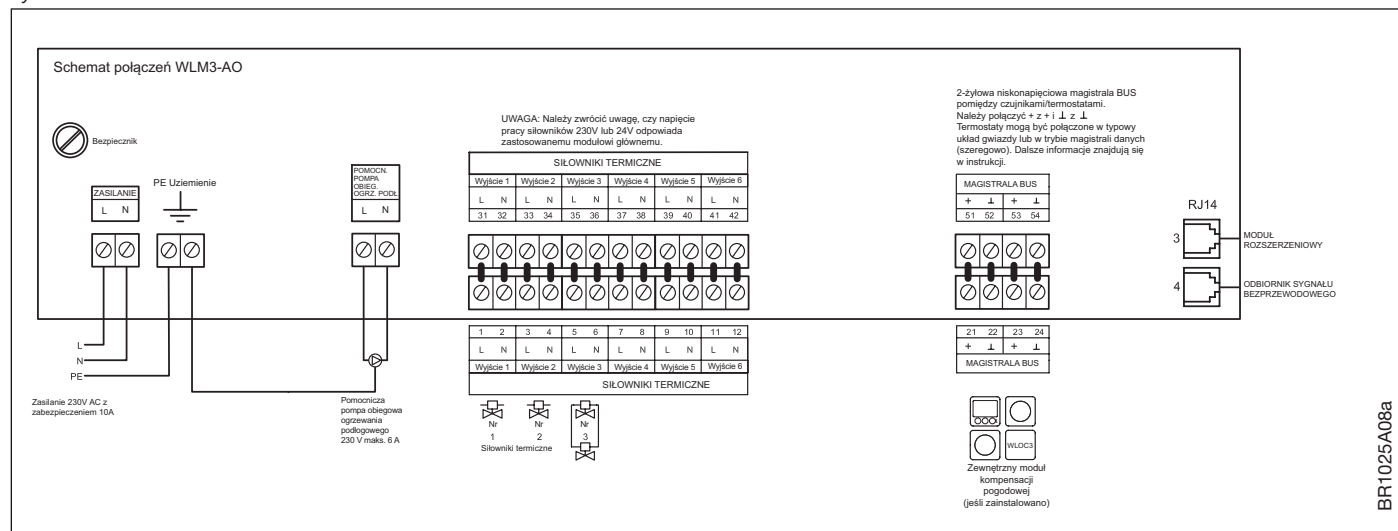 Schemat połączeń WLM3-AO
Bezpiecznik
ZASILANIE
L N
PE Uziemienie
POMOCN.
POMPA
OBIEG.
OGRZ. PODŁ.
L N
UWAGA: Należy zwrócić uwagę, czy napięcie
pracy siłowników 230V lub 24V odpowiada
zastosowanemu modułowi głównemu.
SIŁOWNIKI TERMICZNE
Wyjście 1 Wyjście 2 Wyjście 3 Wyjście 4 Wyjście 5 Wyjście 6
L N L N L N L N L N L N
31 32 33 34 35 36 37 38 39 40 41 42
2-żyłowa niskonapięciowa magistrala BUS
pomiędzy czujnikami/termostatami.
Należy połączyć + z + i ⊥ z ⊥
Termostaty mogą być połączone w typowy
układ gwiazdy lub w trybie magistrali danych
(szeregowo). Dalsze informacje znajdują się
w instrukcji.
MAGISTRALA BUS
+ ⊥ + ⊥
51 52 53 54
RJ14
3
MODUŁ
ROZSZERZENIOWY
4
ODBIORNIK SYGNAŁU
BEZPRZEWODOWEGO
L
N
PE
Zasilanie 230V AC z
zabezpieczeniem 10A
Pomocnicza
pompa obiegowa
ogrzewania
podłogowego
230 V maks. 6 A
1 2 3 4 5 6 7 8 9 10 11 12
L N L N L N L N L N L N
Wyjście 1 Wyjście 2 Wyjście 3 Wyjście 4 Wyjście 5 Wyjście 6
SIŁOWNIKI TERMICZNE
Nr Nr Nr
1 2 3
Siłowniki termiczne
21 22 23 24
+ ⊥ + ⊥
MAGISTRALA BUS
WLOC3
Zewnętrzny moduł
kompensacji
pogodowej
(jeśli zainstalowano)
BR1025A08a